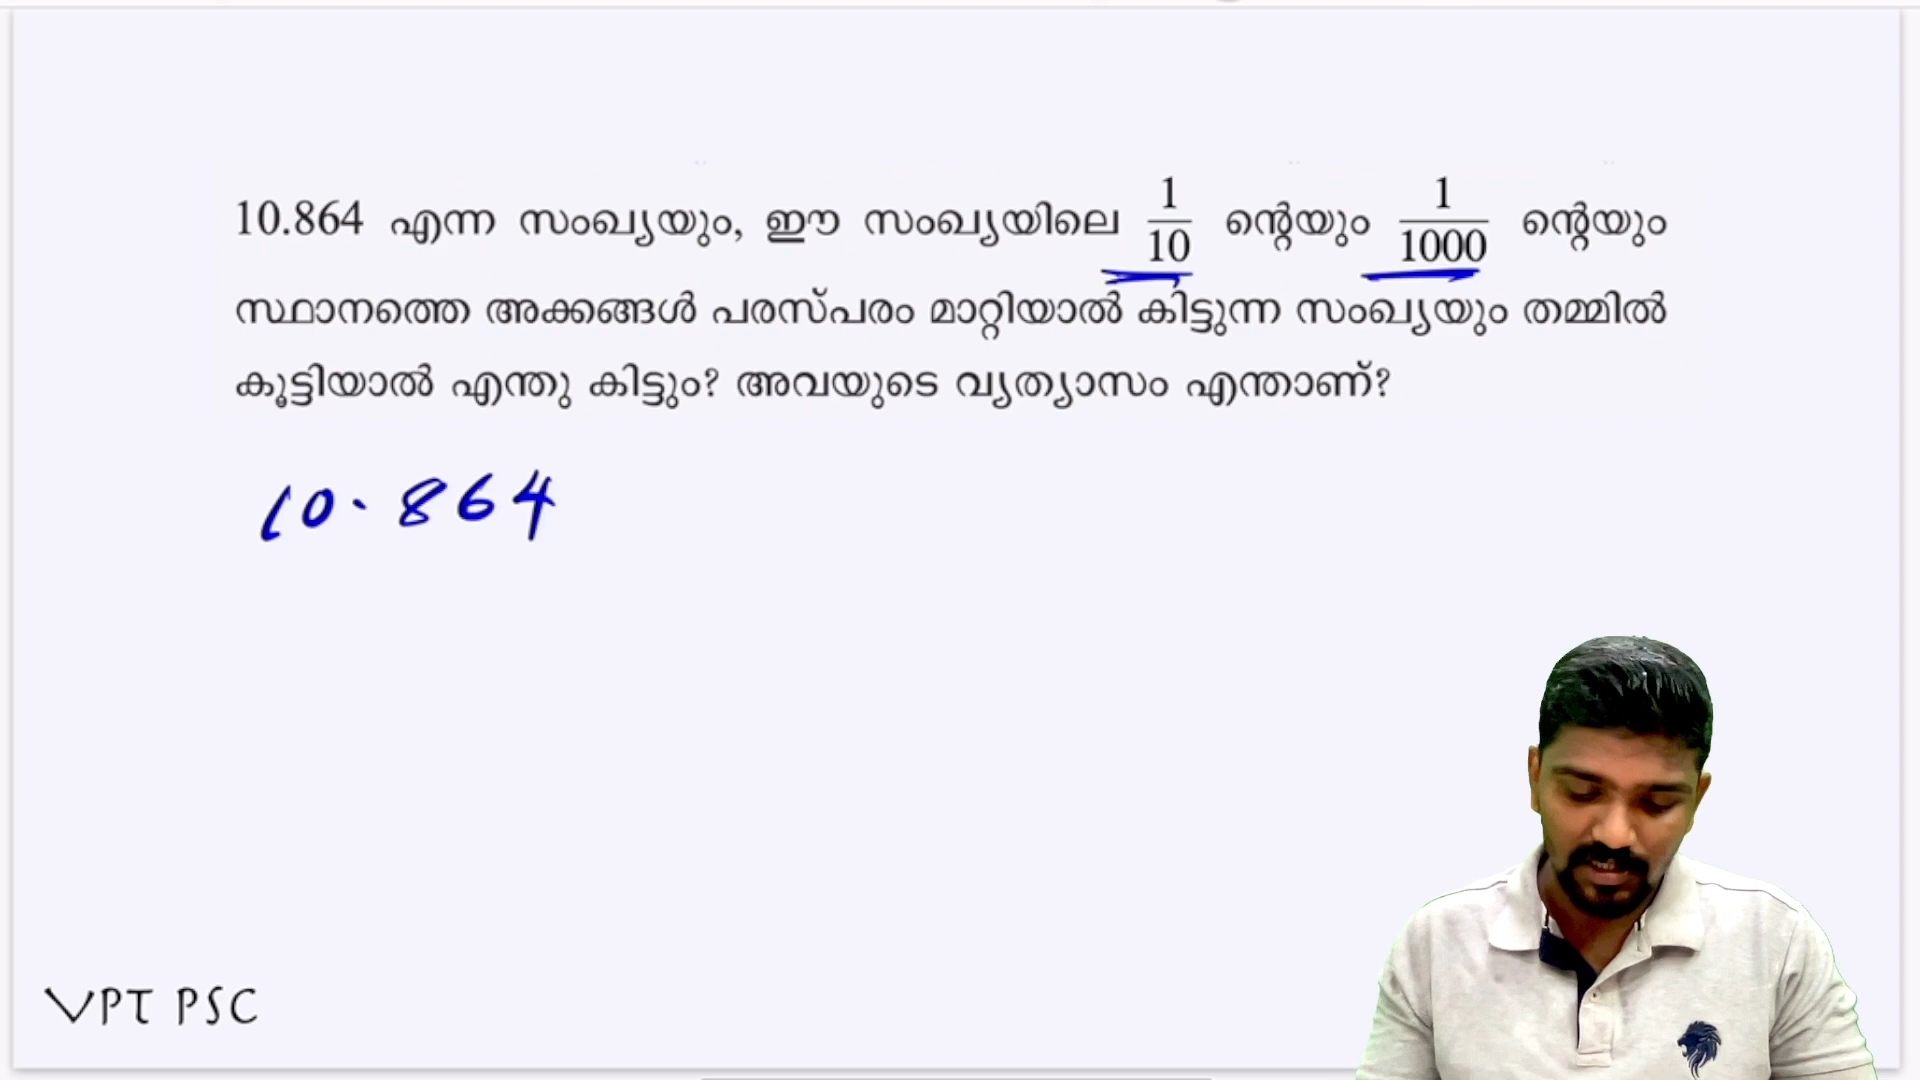 10.864 എന്ന സംഖ്യയും, ഈ സംഖ്യയിലെ 1/10 ന്റെയും 1/1000 ന്റെയും
സ്ഥാനത്തെ അക്കങ്ങൾ പരസ്പരം മാറ്റിയാൽ കിട്ടുന്ന സംഖ്യയും തമ്മിൽ
കൂട്ടിയാൽ എന്തു കിട്ടും? അവയുടെ വ്യത്യാസം എന്താണ്?
10.864
VPT PSC